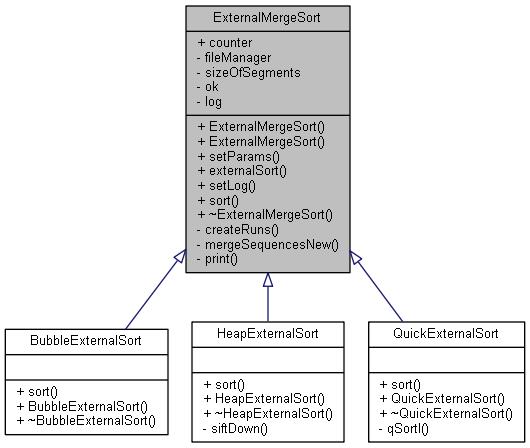 ExternalMergeSort
+ counter
- fileManager
- sizeOfSegments
- ok
- log
+ ExternalMergeSort()
+ ExternalMergeSort()
+ setParams()
+ externalSort()
+ setLog()
+ sort()
+ ~ExternalMergeSort()
- createRuns()
- mergeSequencesNew()
- print()
BubbleExternalSort
+ sort()
+ BubbleExternalSort()
+ ~BubbleExternalSort()
HeapExternalSort
+ sort()
+ HeapExternalSort()
+ ~HeapExternalSort()
- siftDown()
QuickExternalSort
+ sort()
+ QuickExternalSort()
+ ~QuickExternalSort()
- qSortI()